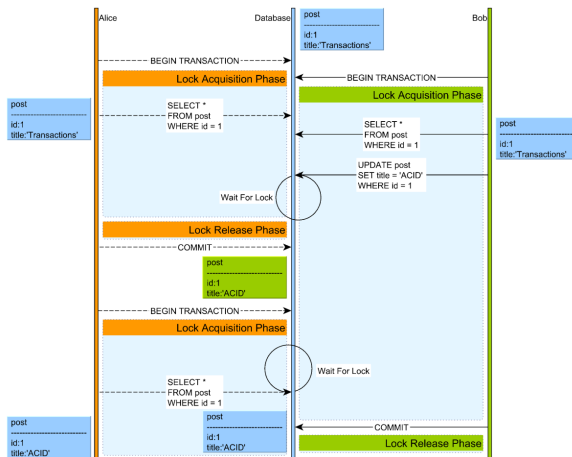 Alice
Database
post
--------------------------
id:1
title:'Transactions'
Bob
BEGIN TRANSACTION
Lock Acquisition Phase
BEGIN TRANSACTION
Lock Acquisition Phase
post
--------------------------
id:1
title:'Transactions'
SELECT *
FROM post
WHERE id = 1
SELECT *
FROM post
WHERE id = 1
post
--------------------------
id:1
title:'Transactions'
UPDATE post
SET title = 'ACID'
WHERE id = 1
Wait For Lock
Lock Release Phase
COMMIT
post
--------------------------
id:1
title:'ACID'
BEGIN TRANSACTION
Lock Acquisition Phase
Wait For Lock
SELECT *
FROM post
WHERE id = 1
post
--------------------------
id:1
title:'ACID'
post
--------------------------
id:1
title:'ACID'
COMMIT
Lock Release Phase